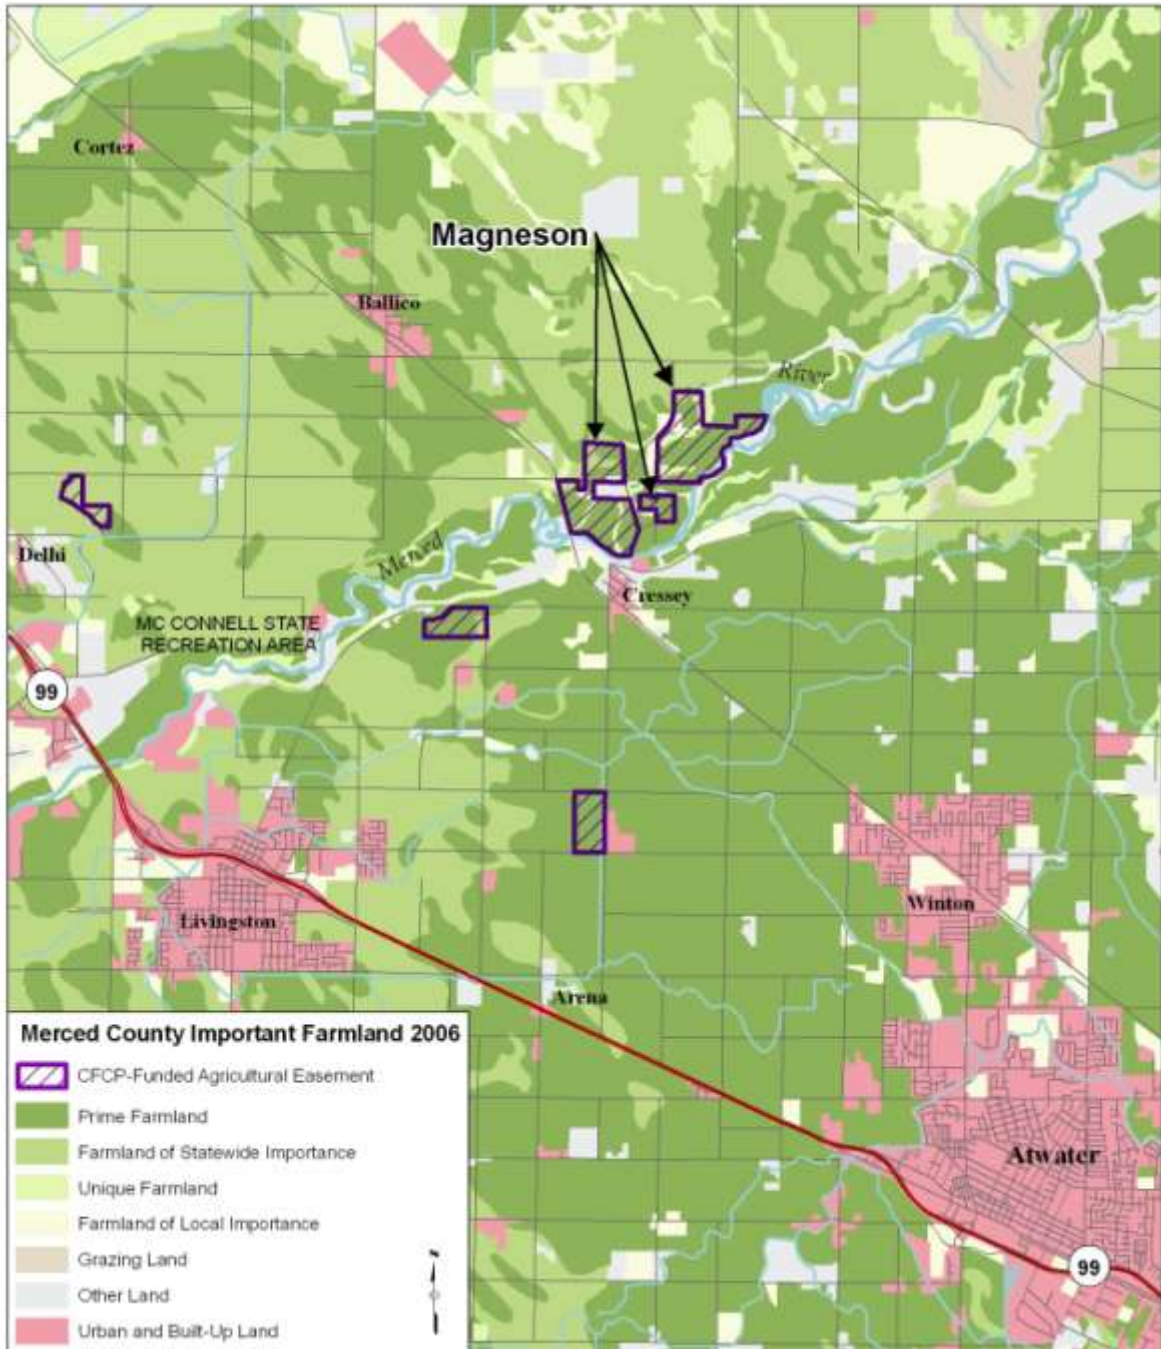 Cortez
Magneson
Ballico
River
Merced
Delhi
Cressey
MC CONNELL STATE
RECREATION AREA
99
Livingston
Winton
Arena
Merced County Important Farmland 2006
CFCP-Funded Agricultural Easement
Prime Farmland
Farmland of Statewide Importance
Unique Farmland
Farmland of Local Importance
Grazing Land
Other Land
Urban and Built-Up Land
Atwater
99